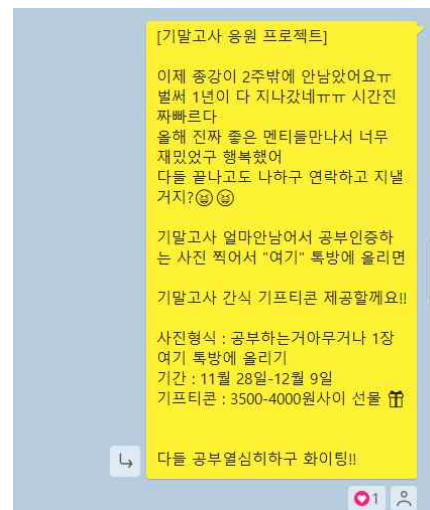 [기말고사 응원 프로젝트]
이제 종강이 2주밖에 안남았어요ㅠ
벌써 1년이 다 지나갔네ㅠㅠ 시간진
짜빠르다
올해 진짜 좋은 멘티들만나서 너무
재밌었구 행복했어
다들 끝나고도 나하구 연락하고 지낼
거지?😆😆
기말고사 얼마안남어서 공부인증하
는 사진 찍어서 "여기" 톡방에 올리면
기말고사 간식 기프티콘 제공할께요!!
사진형식 : 공부하는거아무거나 1장
여기 톡방에 올리기
기간 : 11월 28일-12월 9일
기프티콘 : 3500-4000원사이 선물 🎁
다들 공부열심히하구 화이팅!!
1